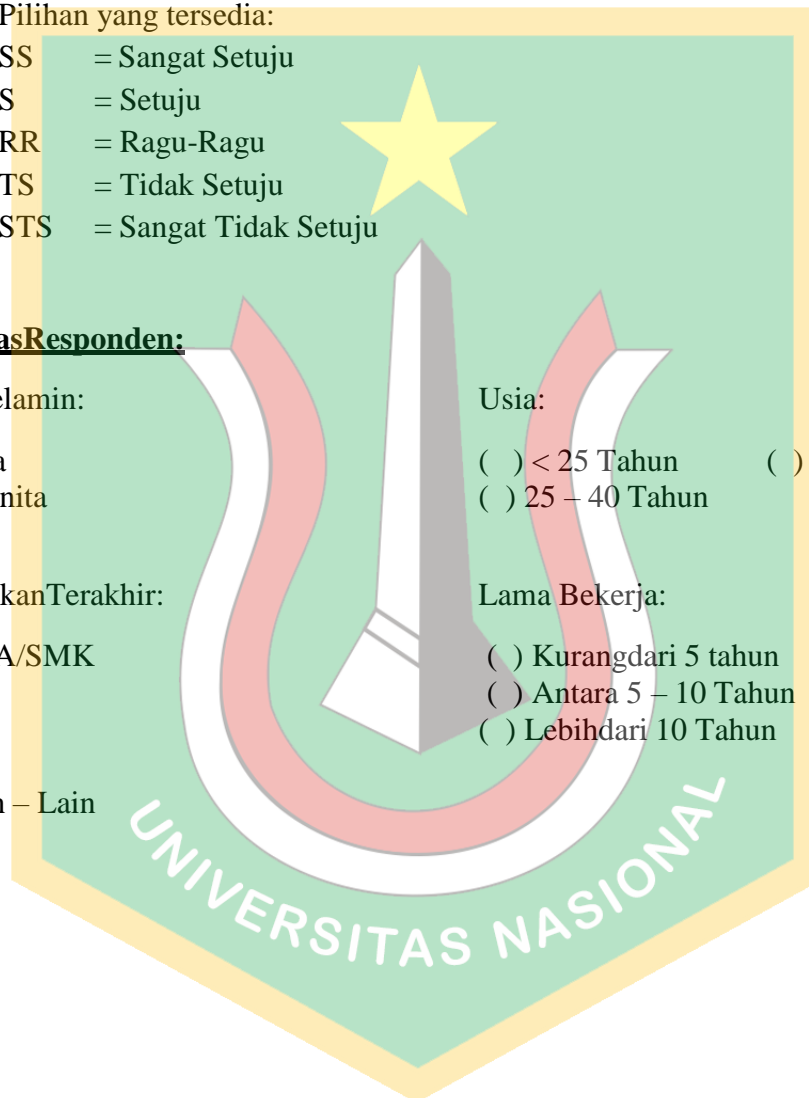 Pilihan yang tersedia:
SS = Sangat Setuju
S = Setuju
RR = Ragu-Ragu
TS = Tidak Setuju
STS = Sangat Tidak Setuju
asResponden:
elamin: Usia:
a ( ) < 25 Tahun ( )
nita ( ) 25 – 40 Tahun
kanTerakhir: Lama Bekerja:
A/SMK ( ) Kurangdari 5 tahun
( ) Antara 5 – 10 Tahun
( ) Lebihdari 10 Tahun
n – Lain
UNIVERSITAS NASIONAL